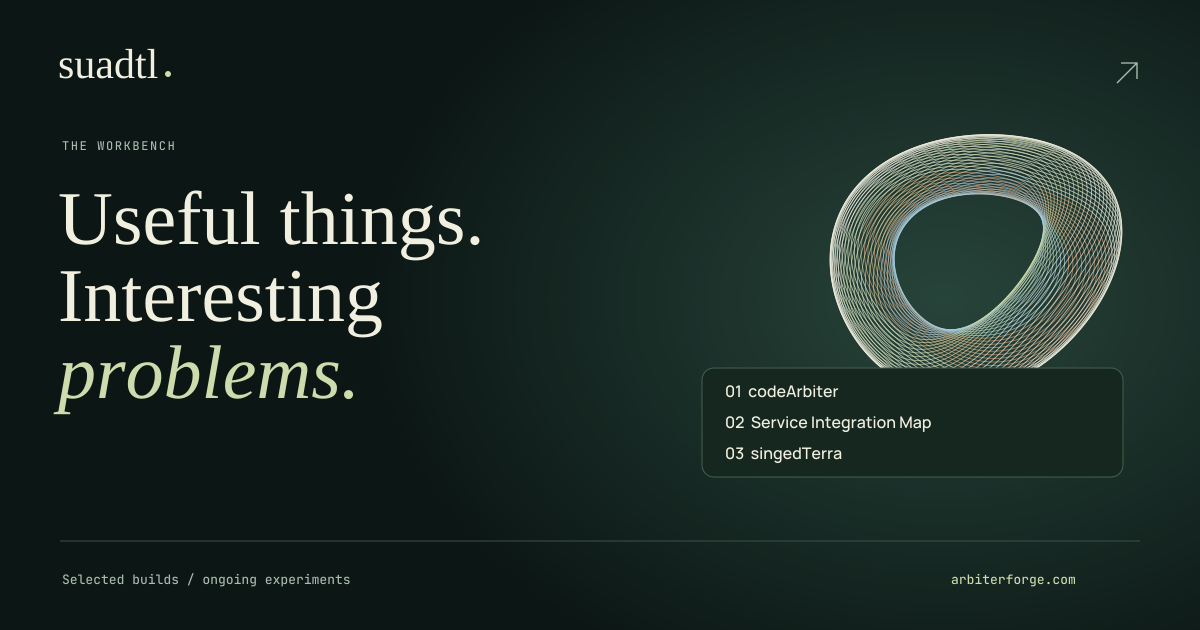 suadtl.
THE WORKBENCH
Useful things.
Interesting
problems.
01 codeArbiter
02 Service Integration Map
03 singedTerra
Selected builds / ongoing experiments
arbiterforge.com